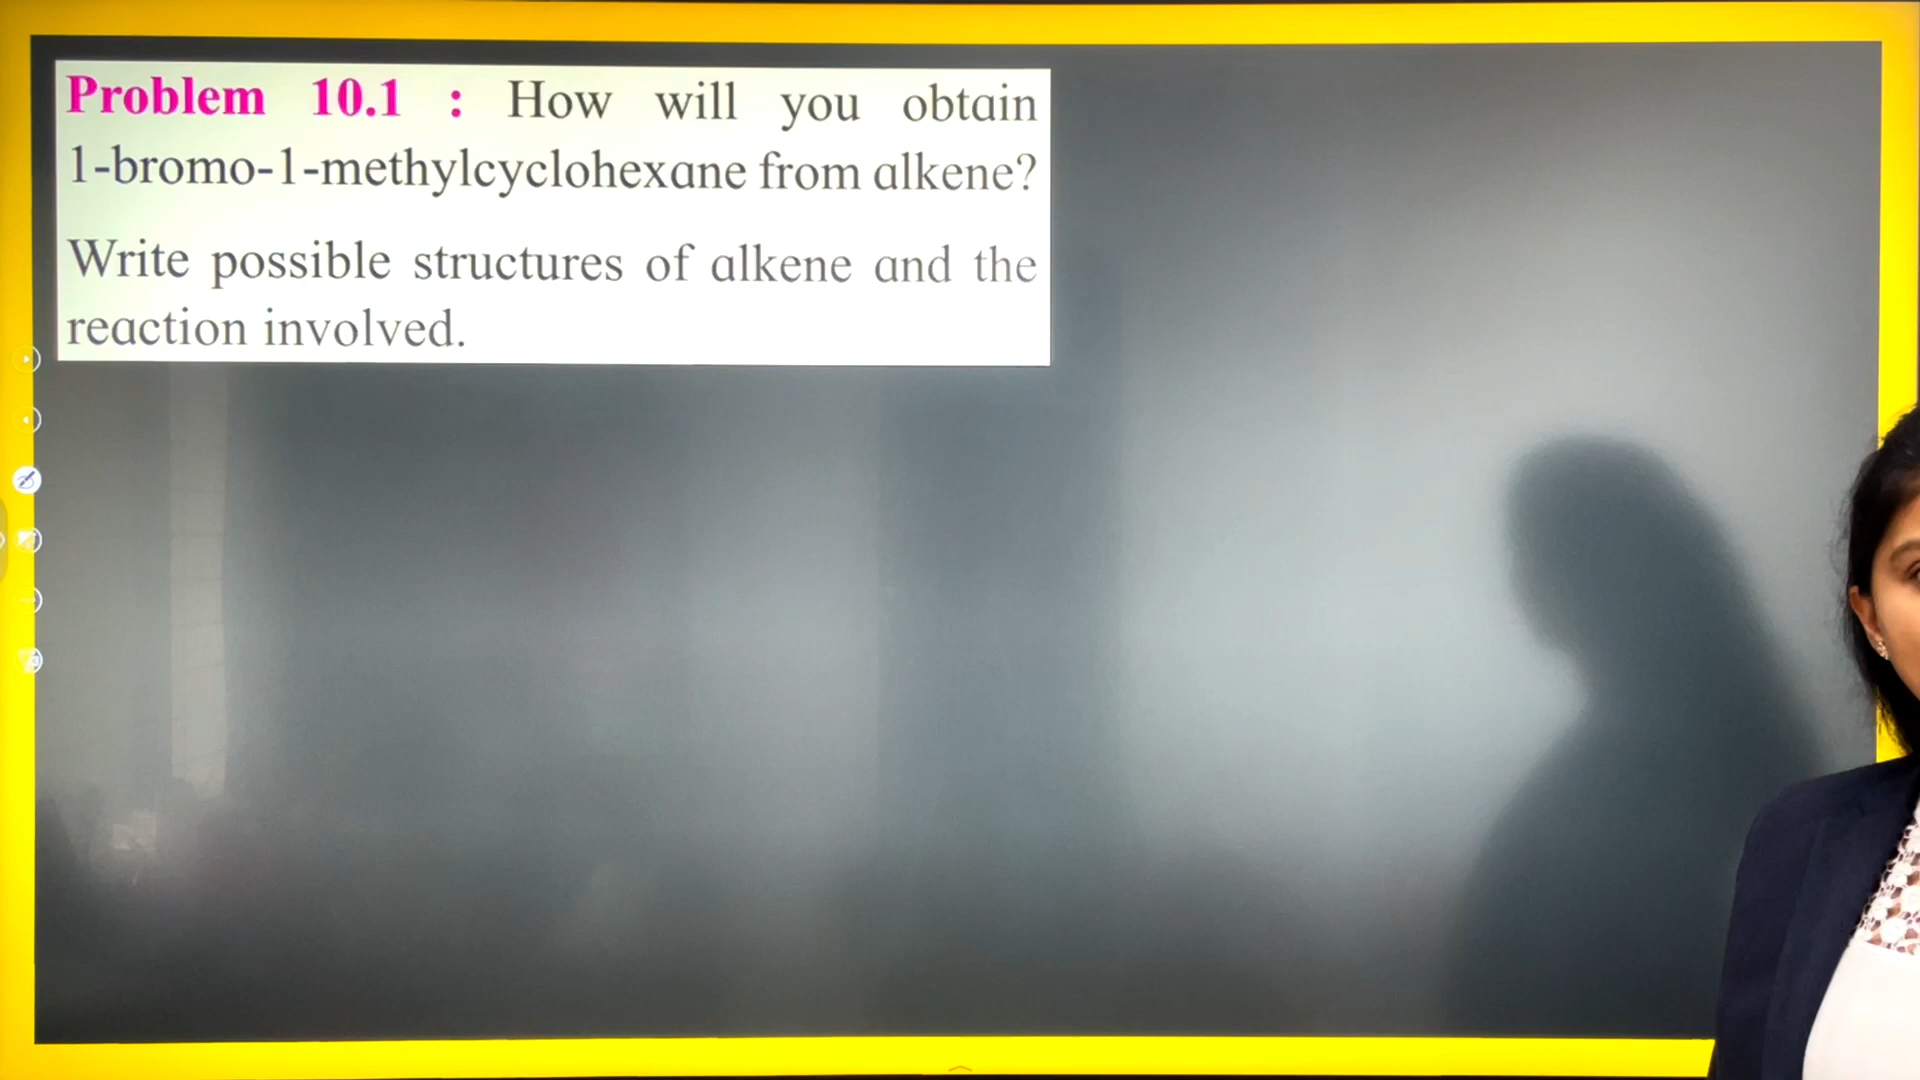 Problem 10.1 : How will you obtain
1-bromo-1-methylcyclohexane from alkene?
Write possible structures of alkene and the
reaction involved.